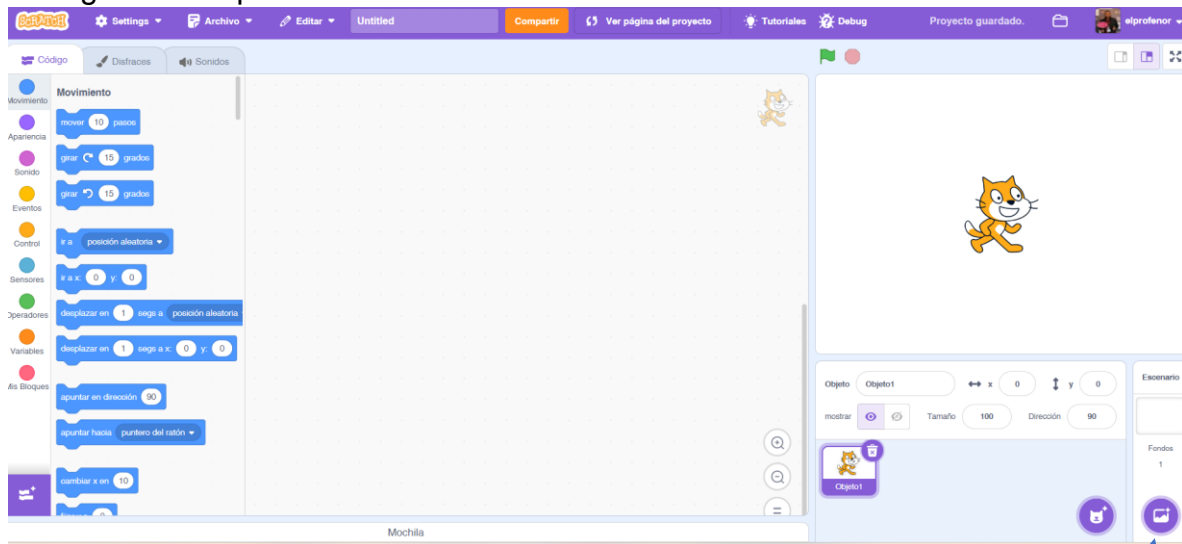 SCRATCH Settings Archivo Editar Untitled Compartir Ver página del proyecto Tutoriales Debug Proyecto guardado. elprofenor
Código Disfraces Sonidos
Movimiento
Apariencia
Sonido
Eventos
Control
Sensores
Operadores
Variables
Mis Bloques
Movimiento
mover 10 pasos
girar 15 grados
girar 15 grados
ir a posición aleatoria
ir a x: 0 y: 0
desplazar en 1 segs a posición aleatoria
desplazar en 1 segs a x: 0 y: 0
apuntar en dirección 90
apuntar hacia puntero del ratón
cambiar x en 10
Mochila
Objeto Objeto1 x 0 y 0
mostrar Tamaño 100 Dirección 90
Objeto1
Escenario
Fondos
1